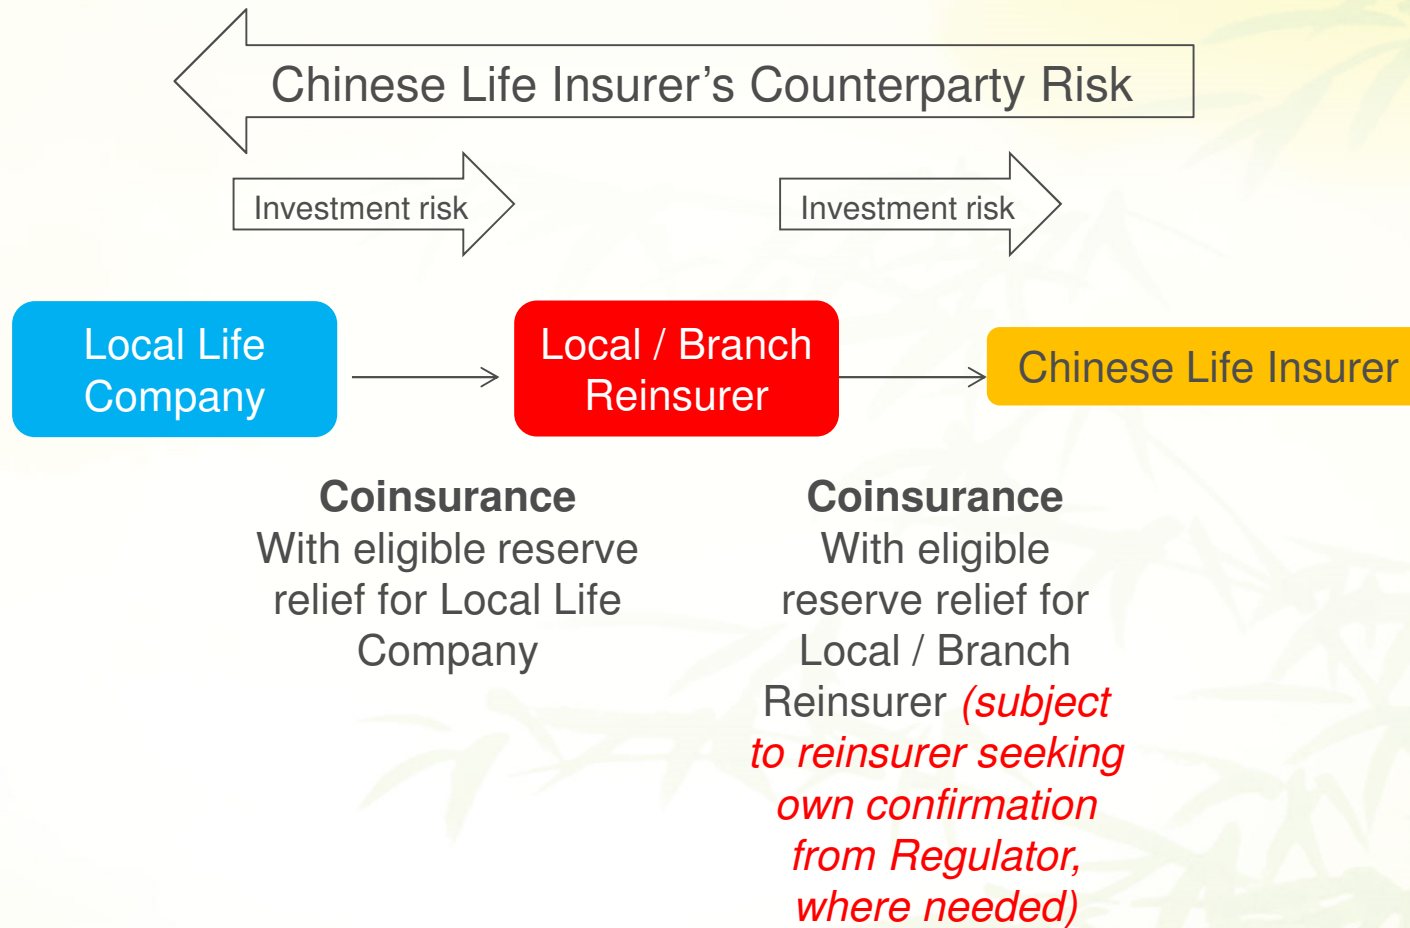 Chinese Life Insurer’s Counterparty Risk
Investment risk
Investment risk
Local Life
Company
Local / Branch
Reinsurer
Chinese Life Insurer
Coinsurance
With eligible reserve
relief for Local Life
Company
Coinsurance
With eligible
reserve relief for
Local / Branch
Reinsurer (subject
to reinsurer seeking
own confirmation
from Regulator,
where needed)